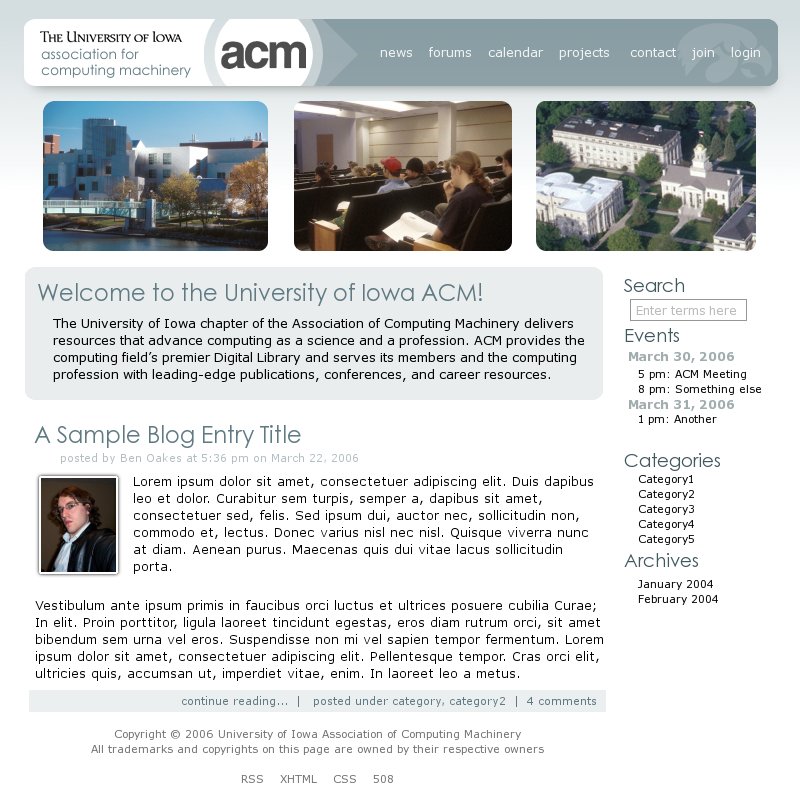 The University of Iowa
association for
computing machinery
acm
news forums calendar projects contact join login
Welcome to the University of Iowa ACM!
The University of Iowa chapter of the Association of Computing Machinery delivers
resources that advance computing as a science and a profession. ACM provides the
computing field's premier Digital Library and serves its members and the computing
profession with leading-edge publications, conferences, and career resources.
A Sample Blog Entry Title
posted by Ben Oakes at 5:36 pm on March 22, 2006
Lorem ipsum dolor sit amet, consectetuer adipiscing elit. Duis dapibus
leo et dolor. Curabitur sem turpis, semper a, dapibus sit amet,
consectetuer sed, felis. Sed ipsum dui, auctor nec, sollicitudin non,
commodo et, lectus. Donec varius nisl nec nisl. Quisque viverra nunc
at diam. Aenean purus. Maecenas quis dui vitae lacus sollicitudin
porta.
Vestibulum ante ipsum primis in faucibus orci luctus et ultrices posuere cubilia Curae;
In elit. Proin porttitor, ligula laoreet tincidunt egestas, eros diam rutrum orci, sit amet
bibendum sem urna vel eros. Suspendisse non mi vel sapien tempor fermentum. Lorem
ipsum dolor sit amet, consectetuer adipiscing elit. Pellentesque tempor. Cras orci elit,
ultricies quis, accumsan ut, imperdiet vitae, enim. In laoreet leo a metus.
continue reading... | posted under category, category2 | 4 comments
Search
Enter terms here
Events
March 30, 2006
5 pm: ACM Meeting
8 pm: Something else
March 31, 2006
1 pm: Another
Categories
Category1
Category2
Category3
Category4
Category5
Archives
January 2004
February 2004
Copyright © 2006 University of Iowa Association of Computing Machinery
All trademarks and copyrights on this page are owned by their respective owners
RSS XHTML CSS 508